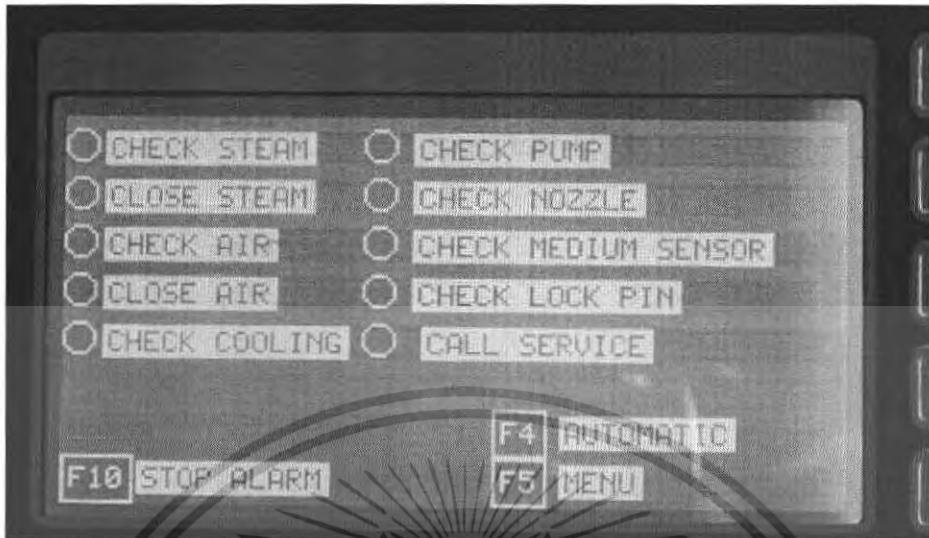 CHECK STEAM
CLOSE STEAM
CHECK AIR
CLOSE AIR
CHECK COOLING
CHECK PUMP
CHECK NOZZLE
CHECK MEDIUM SENSOR
CHECK LOCK PIN
CALL SERVICE
F4 AUTOMATIC
F10 STOP ALARM
F5 MENU